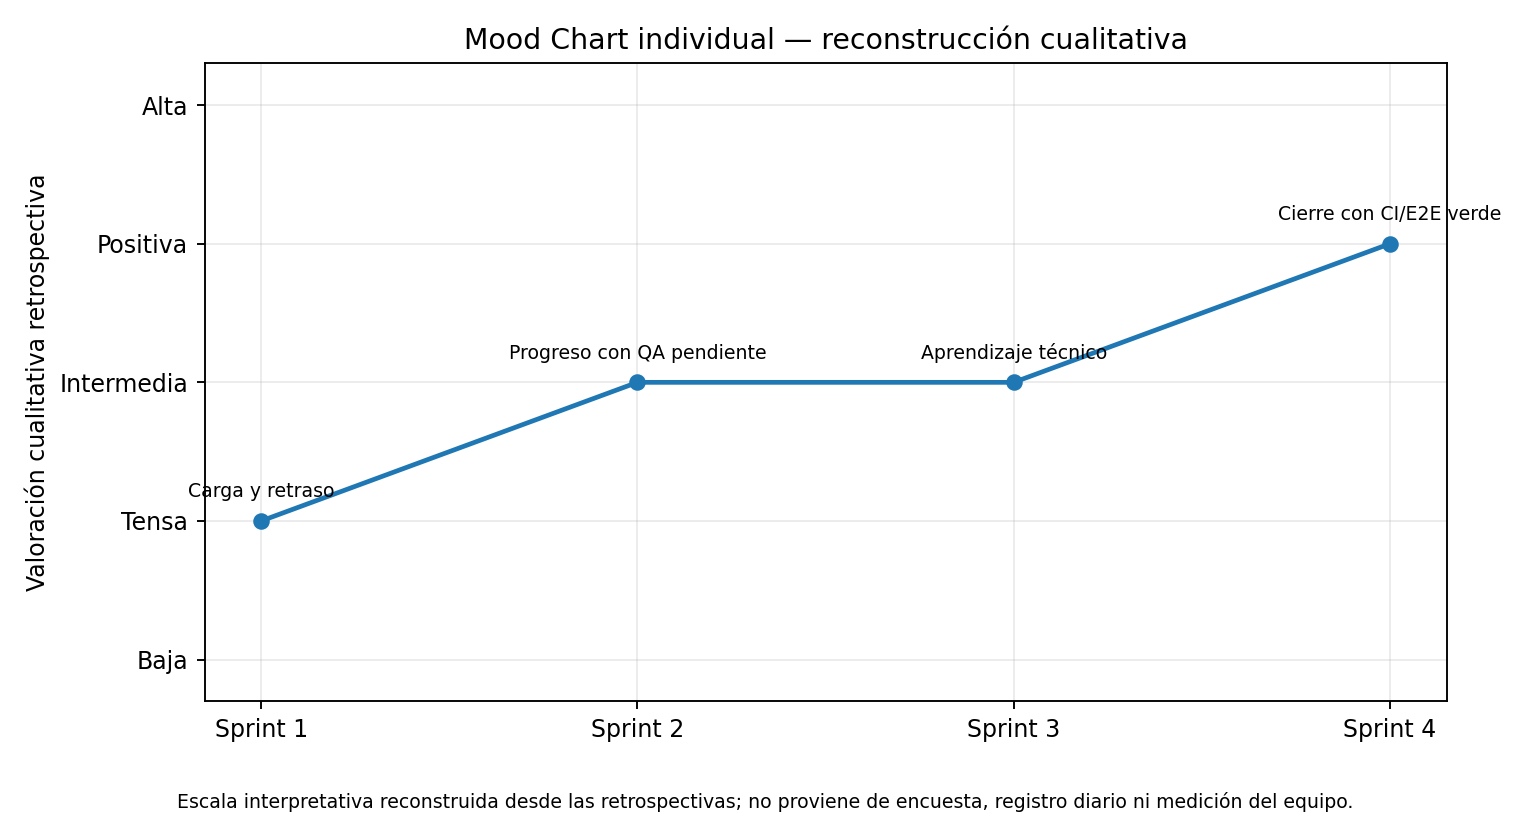 Mood Chart individual — reconstrucción cualitativa
Valoración cualitativa retrospectiva
Alta
Positiva
Intermedia
Tensa
Baja
Cierre con CI/E2E verde
Progreso con QA pendiente
Aprendizaje técnico
Carga y retraso
Sprint 1
Sprint 2
Sprint 3
Sprint 4
Escala interpretativa reconstruida desde las retrospectivas; no proviene de encuesta, registro diario ni medición del equipo.